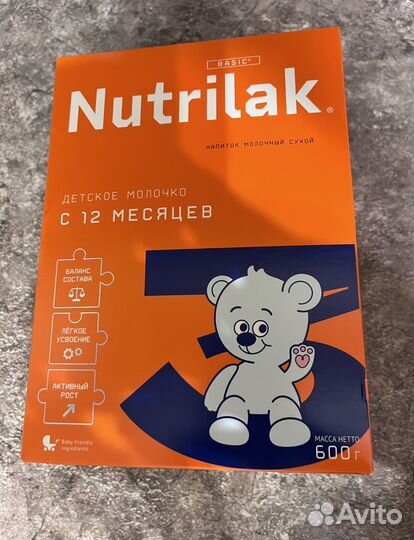 BASIC®
Nutrilak®
НАПИТОК МОЛОЧНЫЙ СУХОЙ
ДЕТСКОЕ МОЛОЧКО
С 12 МЕСЯЦЕВ
3
БАЛАНС
СОСТАВА
ЛЁГКОЕ
УСВОЕНИЕ
АКТИВНЫЙ
РОСТ
Baby friendly
ingredients
МАССА НЕТТО
600 г
Avito